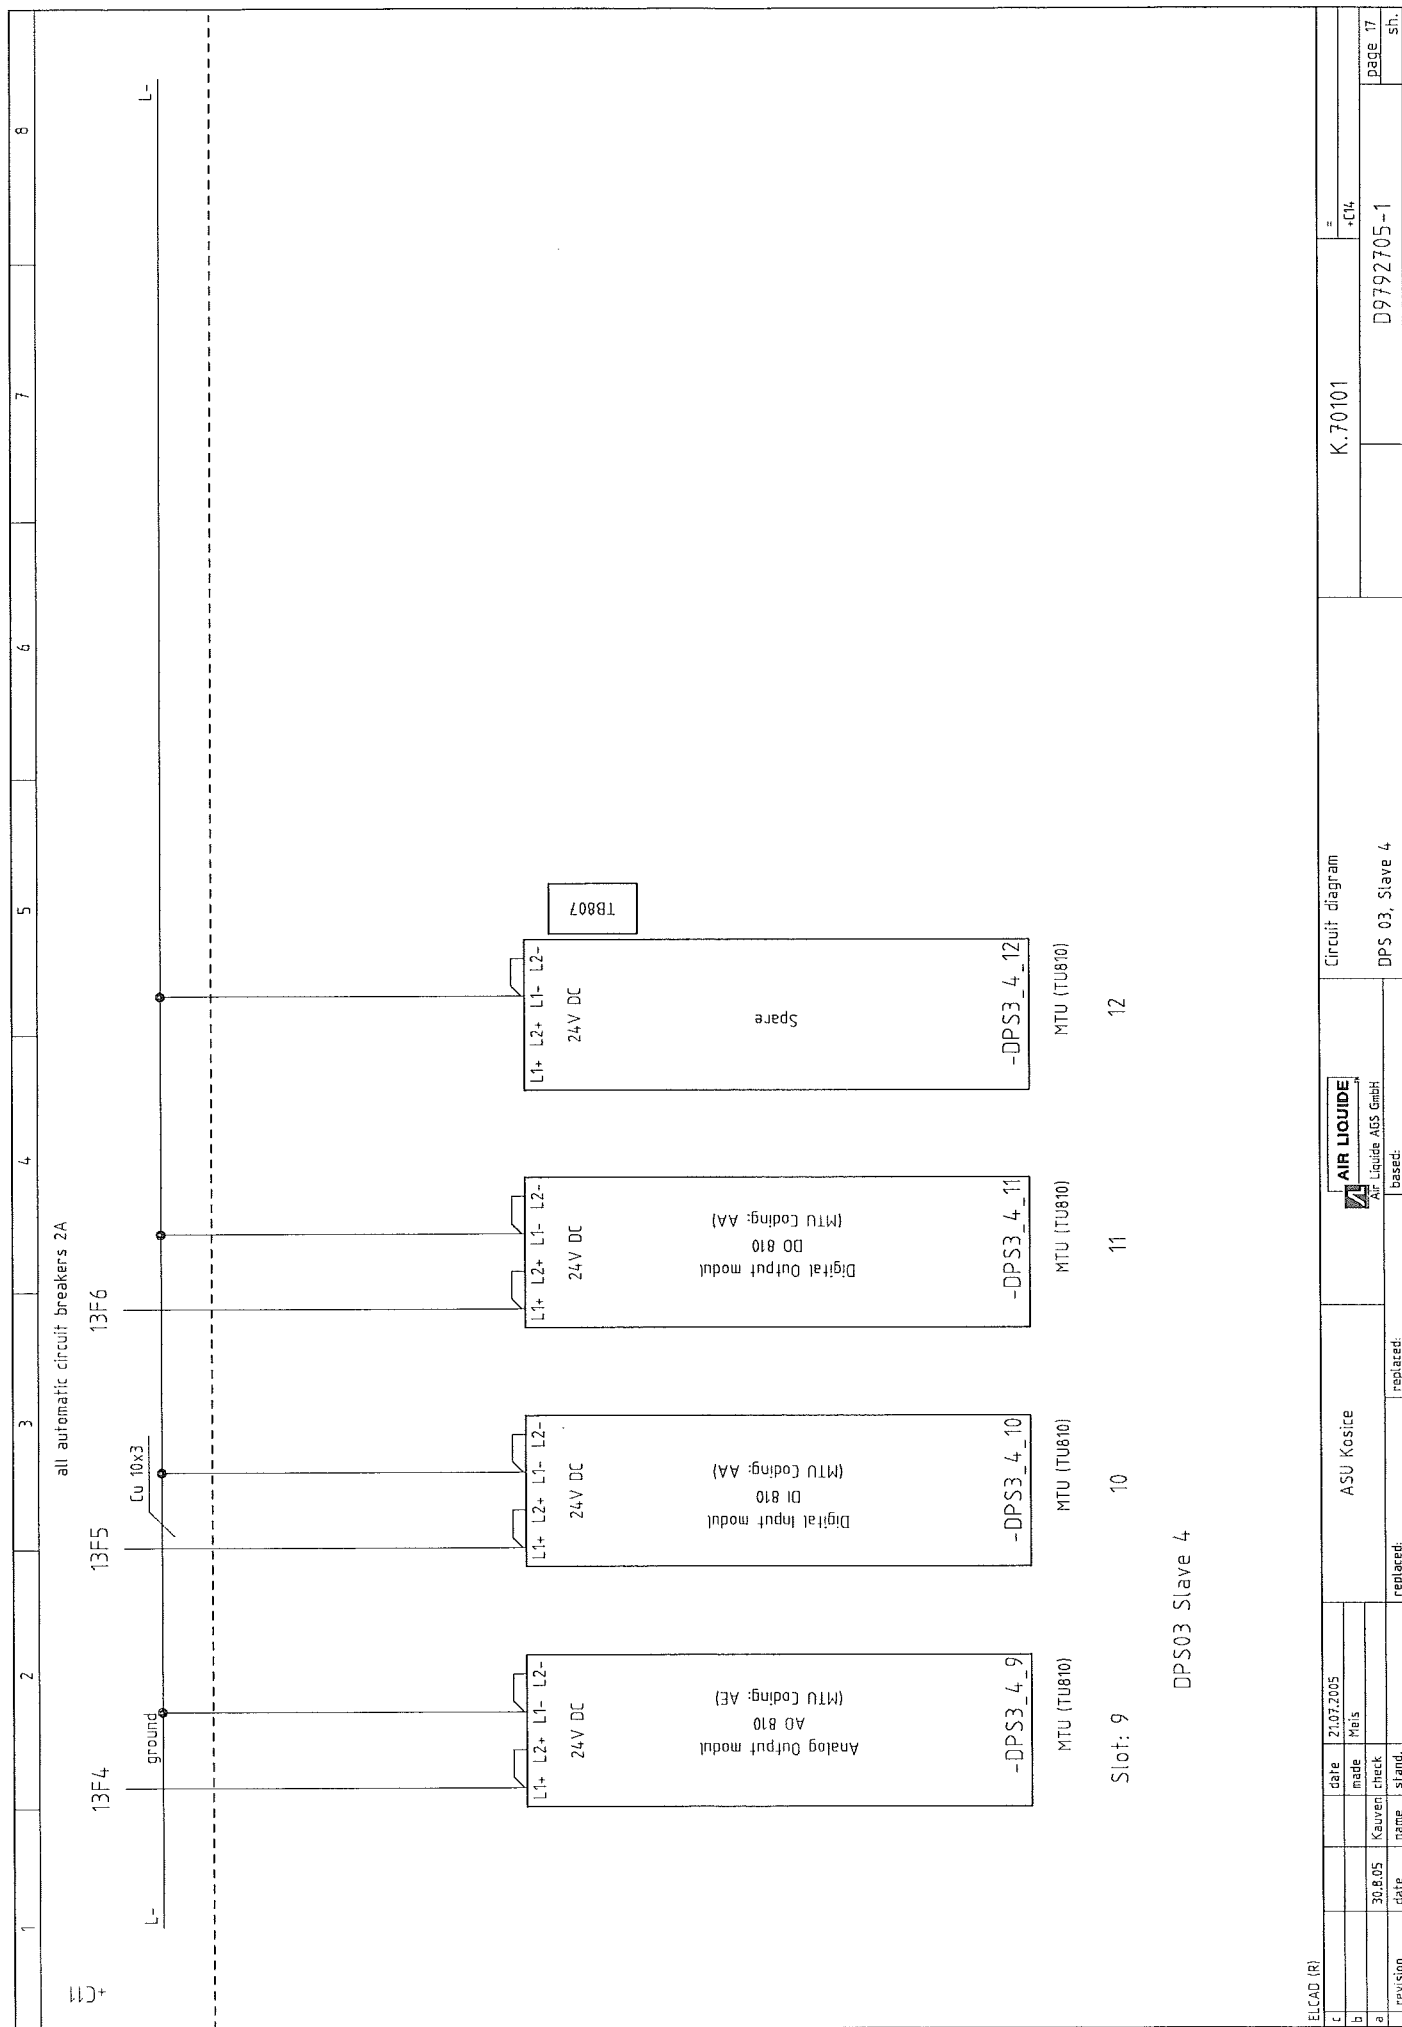 1 2 3 4 5 6 7 8
+C11
all automatic circuit breakers 2A
13F4 13F5 13F6
L- ground Cu 10x3 L-
L1+ L2+ L1- L2-
24V DC
Analog Output modul
AO 810
(MTU Coding: AE)
-DPS3_4_9
MTU (TU810)
Slot: 9
L1+ L2+ L1- L2-
24V DC
Digital Input modul
DI 810
(MTU Coding: AA)
-DPS3_4_10
MTU (TU810)
10
L1+ L2+ L1- L2-
24V DC
Digital Output modul
DO 810
(MTU Coding: AA)
-DPS3_4_11
MTU (TU810)
11
L1+ L2+ L1- L2-
24V DC
Spare
-DPS3_4_12
MTU (TU810)
12
TB807
DPS03 Slave 4
ELCAD (R)
c date 21.07.2005
b made Meis
a 30.8.05 Kauven check
revision date name stand.
ASU Kosice
replaced: replaced:
AIR LIQUIDE
Air Liquide AGS GmbH
based:
Circuit diagram
DPS 03, Slave 4
K.70101
=
+C14
D9792705-1
page 17
sh.